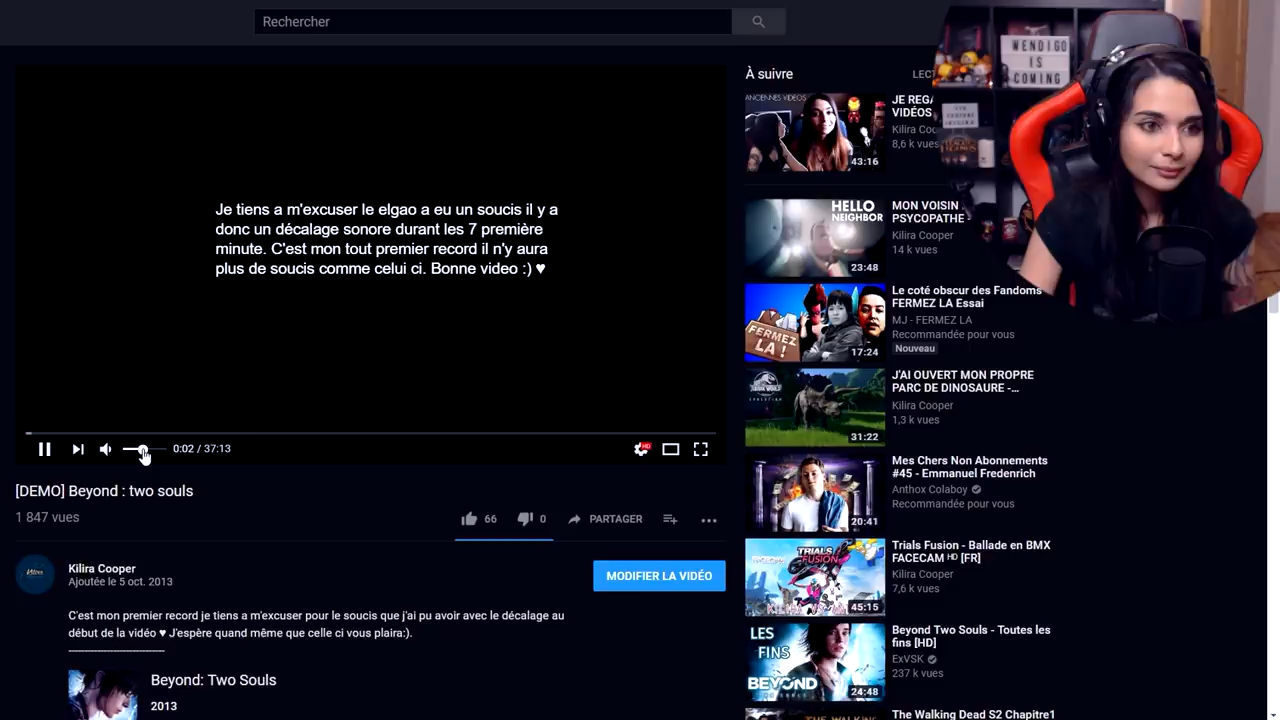 Rechercher
WENDIGO
IS
COMING
À suivre
LECT
ANCIENNES VIDÉOS
43:16
JE REGA
VIDÉOS
Kilira Coo
8,6 k vues
Je tiens a m'excuser le elgao a eu un soucis il y a
donc un décalage sonore durant les 7 première
minute. C'est mon tout premier record il n'y aura
plus de soucis comme celui ci. Bonne video :) ♥
0:02 / 37:13
HD
[DEMO] Beyond : two souls
1 847 vues
66
0
PARTAGER
Kilira Cooper
Ajoutée le 5 oct. 2013
MODIFIER LA VIDÉO
C'est mon premier record je tiens a m'excuser pour le soucis que j'ai pu avoir avec le décalage au
début de la vidéo ♥ J'espère quand même que celle ci vous plaira:).
Beyond: Two Souls
2013
HELLO
NEIGHBOR
23:48
MON VOISIN
PSYCOPATHE -
Kilira Cooper
14 k vues
FERMEZ
LA !
17:24
Le coté obscur des Fandoms
FERMEZ LA Essai
MJ - FERMEZ LA
Recommandée pour vous
Nouveau
31:22
J'AI OUVERT MON PROPRE
PARC DE DINOSAURE -...
Kilira Cooper
1,3 k vues
20:41
Mes Chers Non Abonnements
#45 - Emmanuel Fredenrich
Anthox Colaboy
Recommandée pour vous
TRIALS
FUSION
45:15
Trials Fusion - Ballade en BMX
FACECAM ᴴᴰ [FR]
Kilira Cooper
7,6 k vues
LES
FINS
BEYOND
24:48
Beyond Two Souls - Toutes les
fins [HD]
ExVSK
237 k vues
The Walking Dead S2 Chapitre1